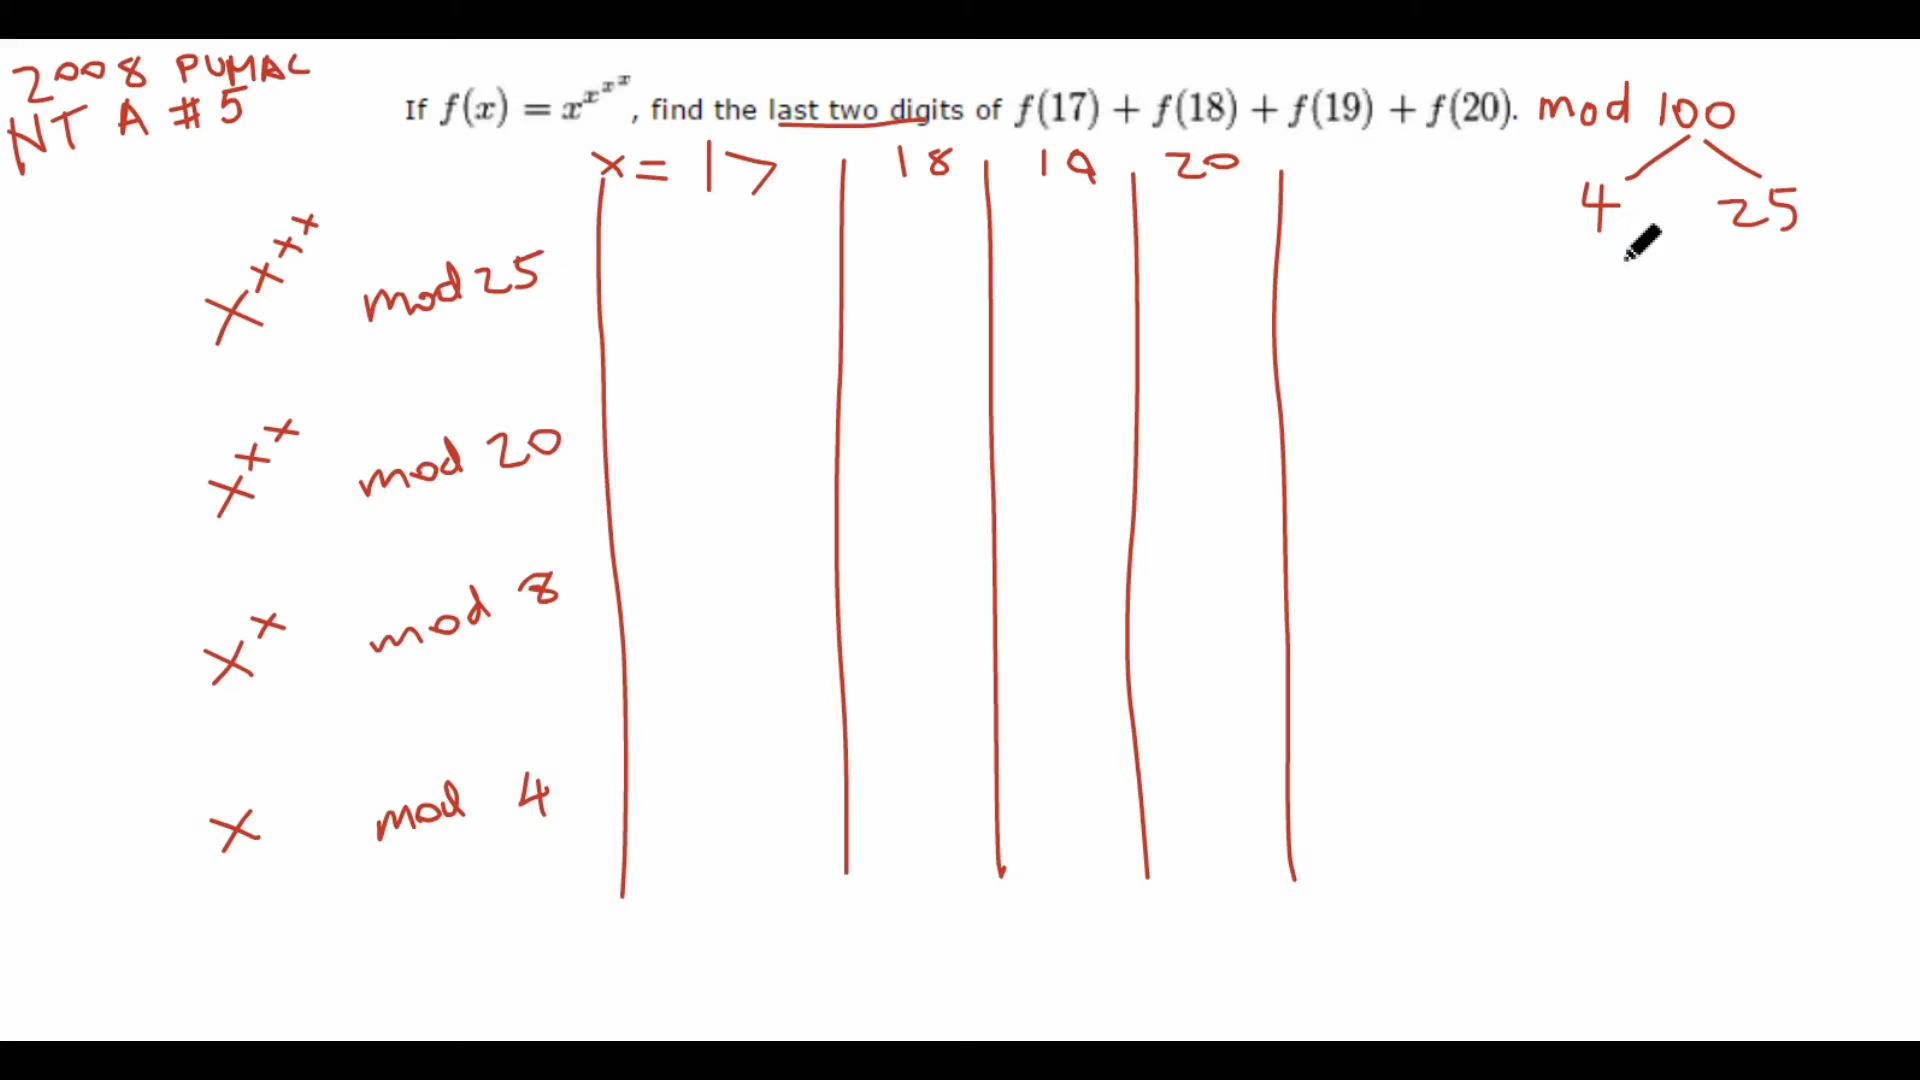 2008 PUMAC
NT A #5
If f(x) = x^{x^{x^x}}, find the last two digits of f(17) + f(18) + f(19) + f(20). mod 100
4 25
x = 17 18 19 20
x^{x^{x^x}} mod 25
x^{x^x} mod 20
x^x mod 8
x mod 4